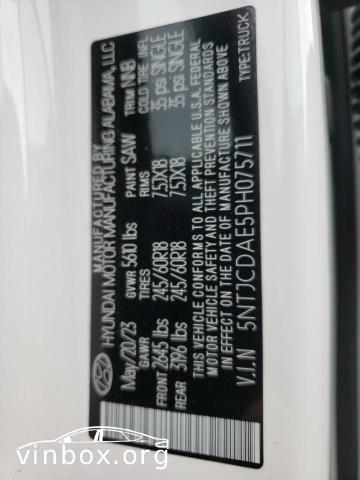 MANUFACTURED BY
HYUNDAI MOTOR MANUFACTURING ALABAMA, LLC
May/20/23 GVWR 5610 lbs PAINT SAW TRIM NNB
GAWR TIRES RIMS COLD TIRE INFL
FRONT 2645 lbs 245/60R18 7.5JX18 35 psi SINGLE
REAR 3196 lbs 245/60R18 7.5JX18 35 psi SINGLE
THIS VEHICLE CONFORMS TO ALL APPLICABLE U.S.A. FEDERAL
MOTOR VEHICLE SAFETY AND THEFT PREVENTION STANDARDS
IN EFFECT ON THE DATE OF MANUFACTURE SHOWN ABOVE
V.I.N 5NTJCDAE5PH075711 TYPE:TRUCK
vinbox.org